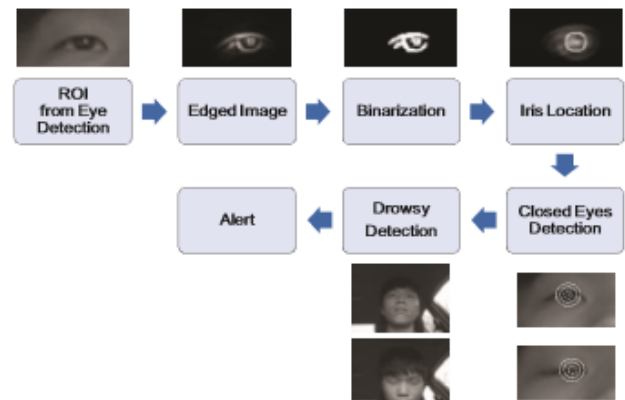 ROI
from Eye
Detection
Edged Image
Binarization
Iris Location
Closed Eyes
Detection
Drowsy
Detection
Alert